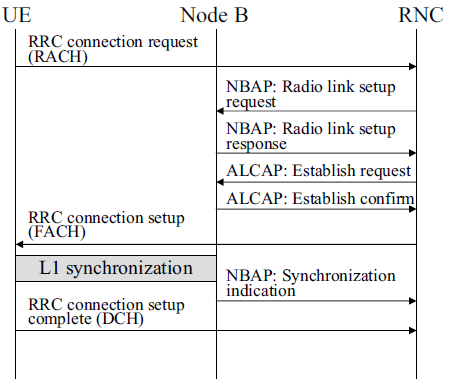 UE Node B RNC
RRC connection request
(RACH)
NBAP: Radio link setup
request
NBAP: Radio link setup
response
ALCAP: Establish request
ALCAP: Establish confirm
RRC connection setup
(FACH)
L1 synchronization
NBAP: Synchronization
indication
RRC connection setup
complete (DCH)